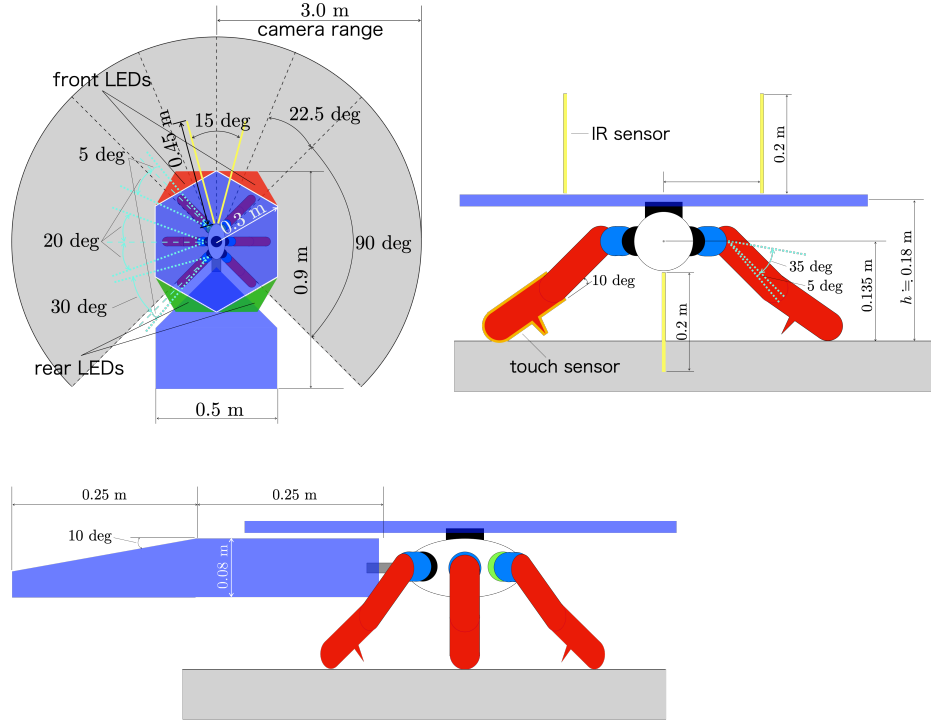 3.0 m
camera range
front LEDs
0.45 m
15 deg
22.5 deg
5 deg
0.3 m
20 deg
90 deg
0.9 m
30 deg
rear LEDs
0.5 m
IR sensor
0.2 m
35 deg
5 deg
10 deg
0.135 m
h ≒ 0.18 m
0.2 m
touch sensor
0.25 m
0.25 m
10 deg
0.08 m